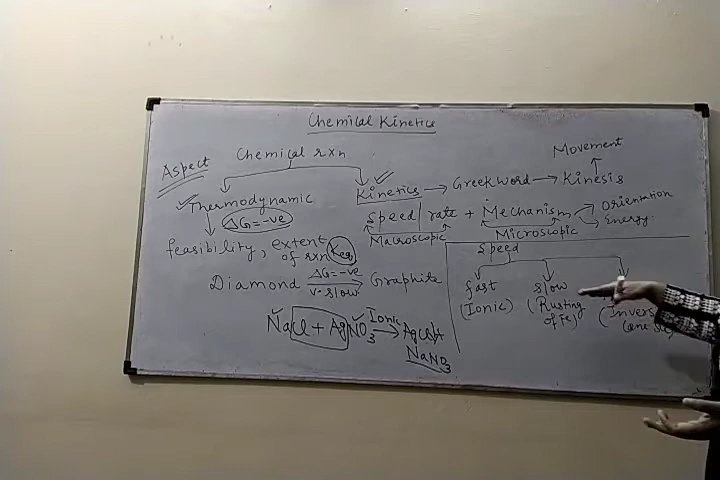 Chemical Kinetics
Aspect
Chemical rxn
Movement
Thermodynamic
Kinetics → Greek Word → Kinesis
ΔG = -ve
Speed/rate + Mechanism
Orientation
Energy
Macroscopic
Microscopic
feasibility, extent of rxn Keq
Diamond ΔG = -ve v. slow → Graphite
NaCl + AgNO3 Ionic → AgCl↓ +
NaNO3
Speed
fast
(Ionic)
slow
(Rusting
of Fe)